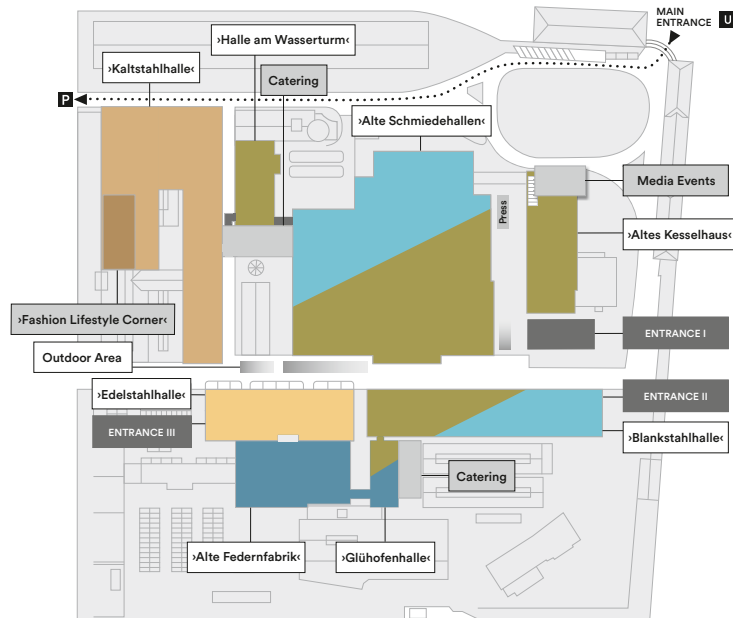 MAIN
ENTRANCE U
›Halle am Wasserturm‹
›Kaltstahlhalle‹
Catering
P
›Alte Schmiedehallen‹
Media Events
Press
›Altes Kesselhaus‹
›Fashion Lifestyle Corner‹
ENTRANCE I
Outdoor Area
›Edelstahlhalle‹
ENTRANCE II
ENTRANCE III
›Blankstahlhalle‹
Catering
›Alte Federnfabrik‹
›Glühofenhalle‹